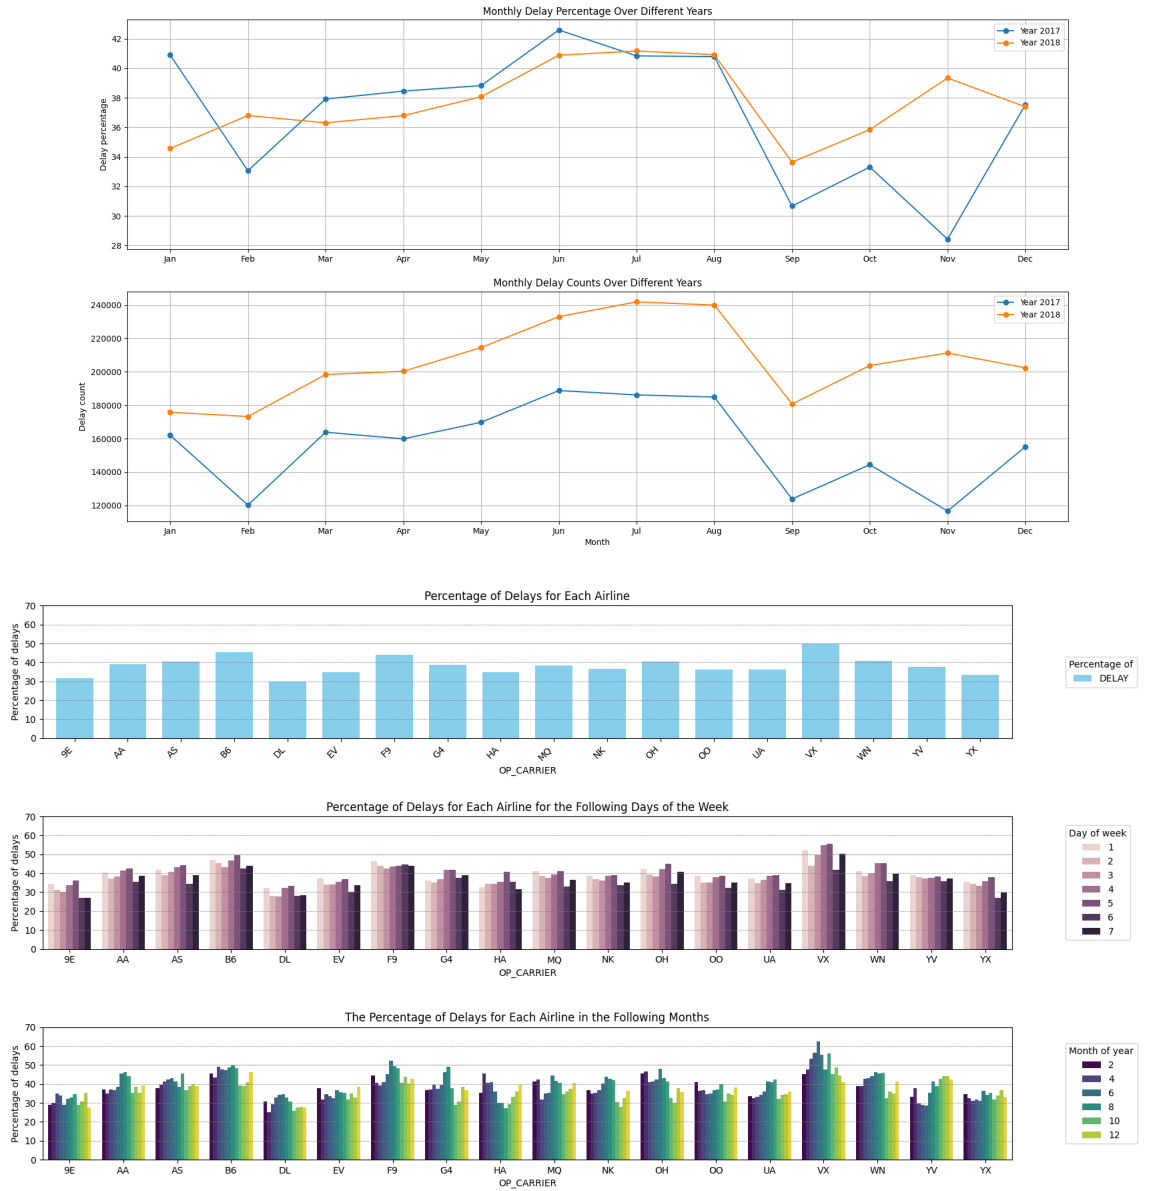 Monthly Delay Percentage Over Different Years
Year 2017
Year 2018
Delay percentage
42
40
38
36
34
32
30
28
Jan Feb Mar Apr May Jun Jul Aug Sep Oct Nov Dec
Monthly Delay Counts Over Different Years
Year 2017
Year 2018
Delay count
240000
220000
200000
180000
160000
140000
120000
Jan Feb Mar Apr May Jun Jul Aug Sep Oct Nov Dec
Month
Percentage of Delays for Each Airline
Percentage of delays
70
60
50
40
30
20
10
0
9E AA AS B6 DL EV F9 G4 HA MQ NK OH OO UA VX WN YV YX
OP_CARRIER
Percentage of
DELAY
Percentage of Delays for Each Airline for the Following Days of the Week
Percentage of delays
70
60
50
40
30
20
10
0
9E AA AS B6 DL EV F9 G4 HA MQ NK OH OO UA VX WN YV YX
OP_CARRIER
Day of week
1
2
3
4
5
6
7
The Percentage of Delays for Each Airline in the Following Months
Percentage of delays
70
60
50
40
30
20
10
0
9E AA AS B6 DL EV F9 G4 HA MQ NK OH OO UA VX WN YV YX
OP_CARRIER
Month of year
2
4
6
8
10
12